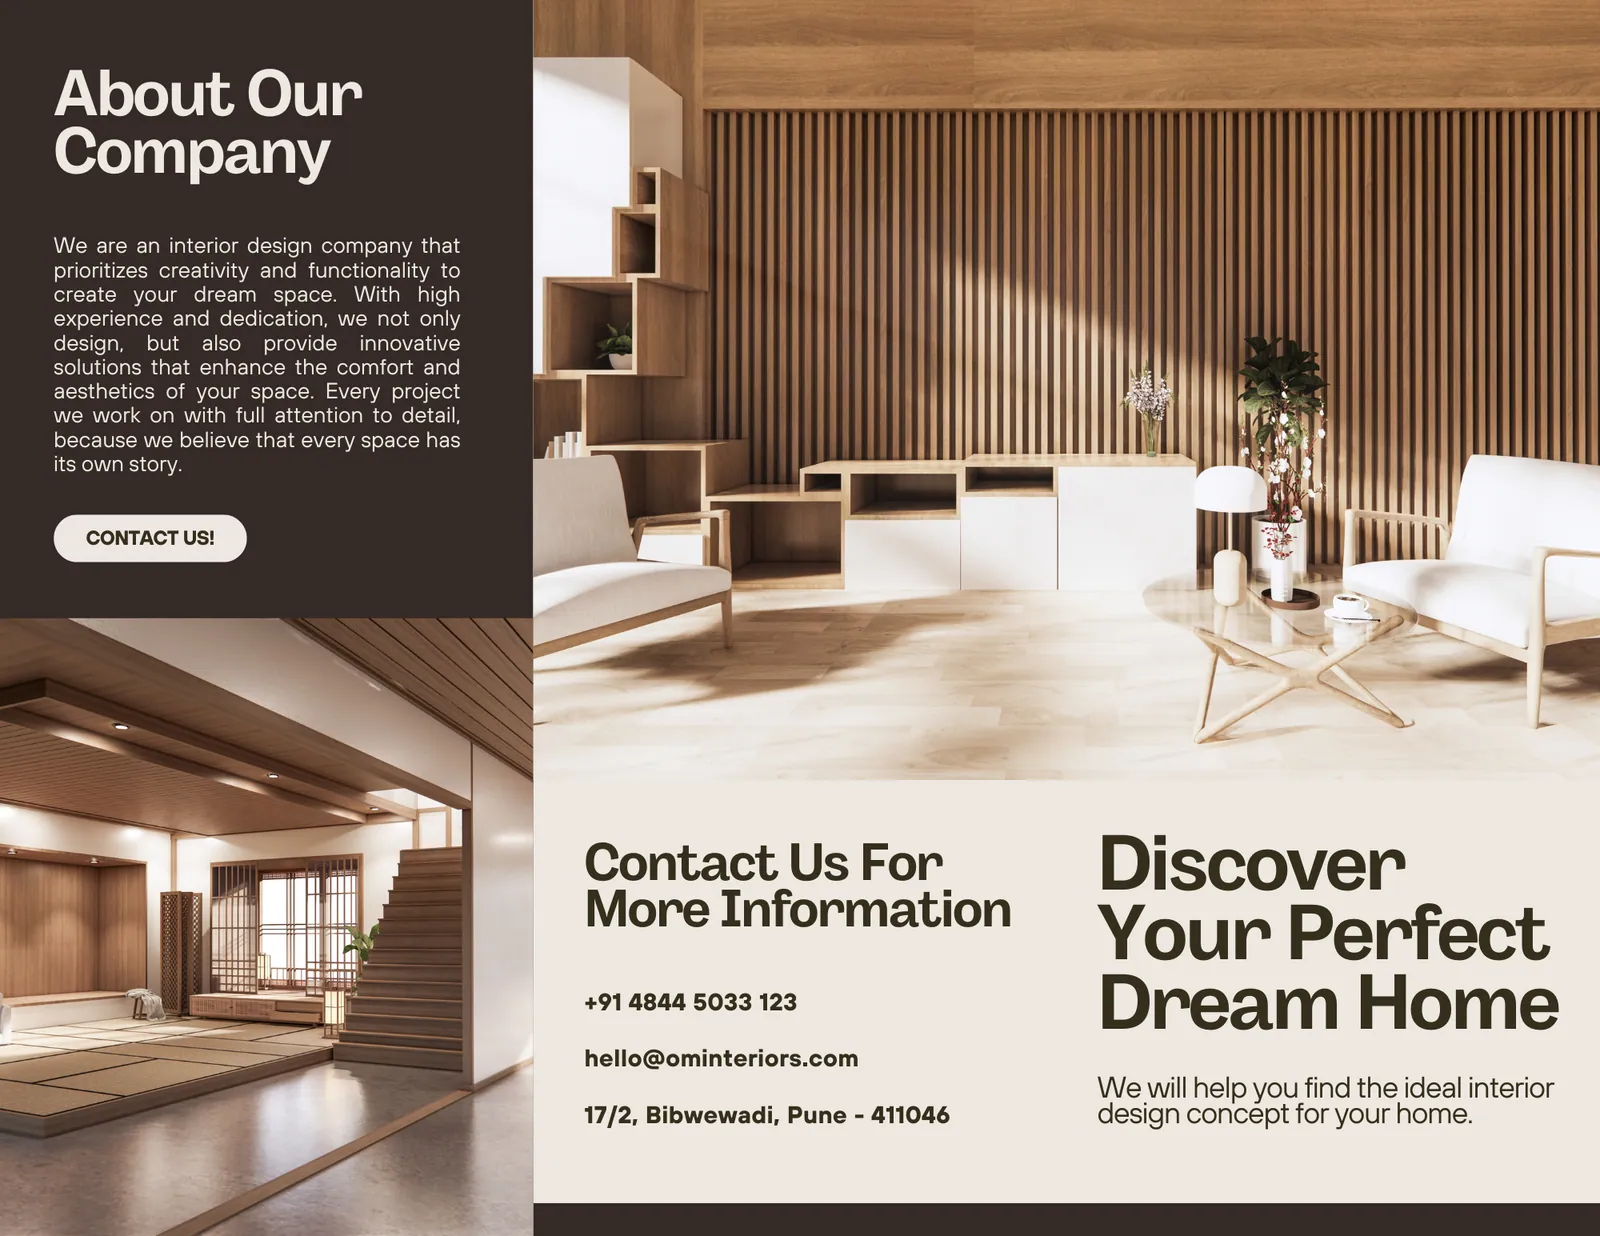 About Our
Company
We are an interior design company that
prioritizes creativity and functionality to
create your dream space. With high
experience and dedication, we not only
design, but also provide innovative
solutions that enhance the comfort and
aesthetics of your space. Every project
we work on with full attention to detail,
because we believe that every space has
its own story.
CONTACT US!
Contact Us For
More Information
+91 4844 5033 123
hello@ominteriors.com
17/2, Bibwewadi, Pune - 411046
Discover
Your Perfect
Dream Home
We will help you find the ideal interior
design concept for your home.